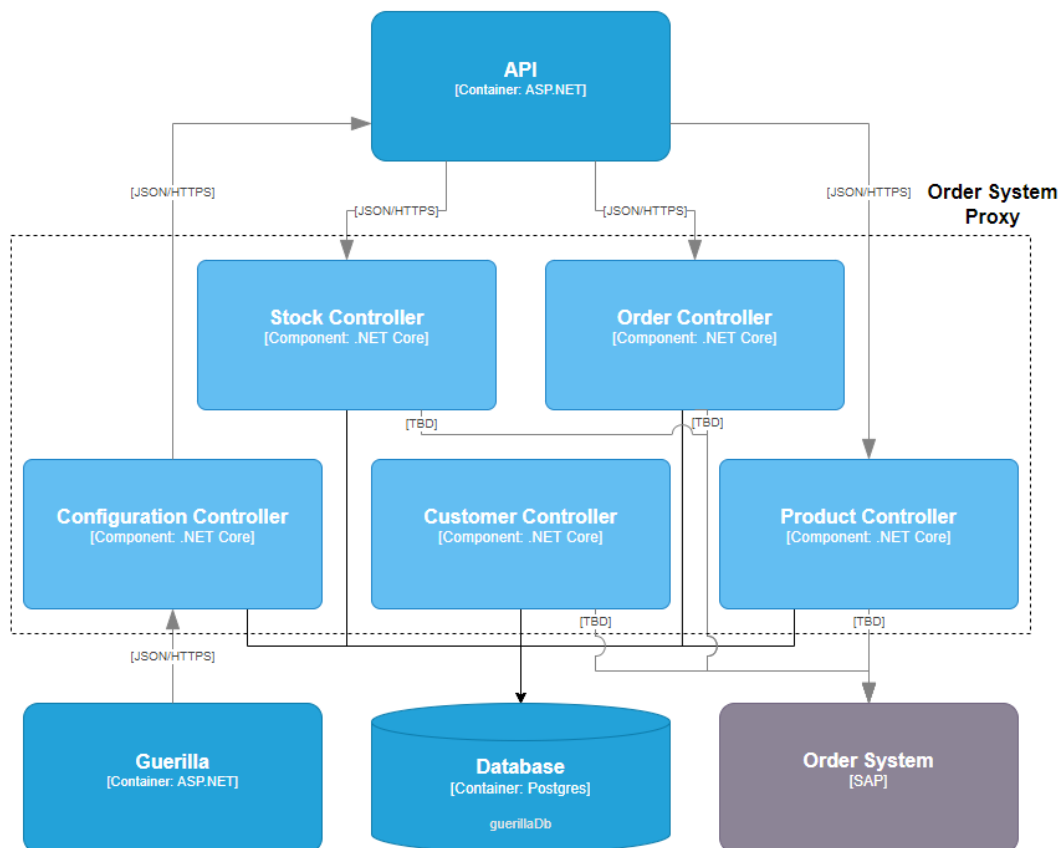 API
[Container: ASP.NET]
[JSON/HTTPS]
[JSON/HTTPS]
Order System
Proxy
[JSON/HTTPS]
[JSON/HTTPS]
Stock Controller
[Component: .NET Core]
Order Controller
[Component: .NET Core]
[TBD]
[TBD]
Configuration Controller
[Component: .NET Core]
Customer Controller
[Component: .NET Core]
Product Controller
[Component: .NET Core]
[TBD]
[TBD]
[JSON/HTTPS]
Guerilla
[Container: ASP.NET]
Database
[Container: Postgres]
guerillaDb
Order System
[SAP]